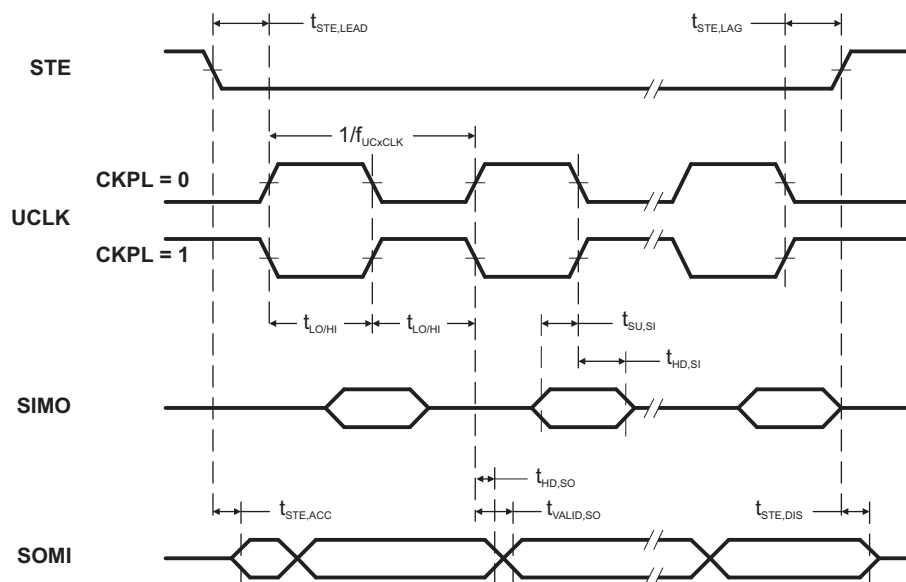 tSTE,LEAD
tSTE,LAG
STE
1/fUCxCLK
CKPL = 0
UCLK
CKPL = 1
tLO/HI
tLO/HI
tSU,SI
tHD,SI
SIMO
tHD,SO
tSTE,ACC
tVALID,SO
tSTE,DIS
SOMI